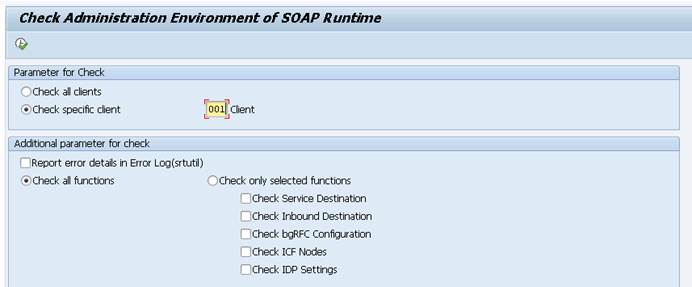 Check Administration Environment of SOAP Runtime
Parameter for Check
Check all clients
Check specific client 001 Client
Additional parameter for check
Report error details in Error Log(srtutil)
Check all functions Check only selected functions
Check Service Destination
Check Inbound Destination
Check bgRFC Configuration
Check ICF Nodes
Check IDP Settings